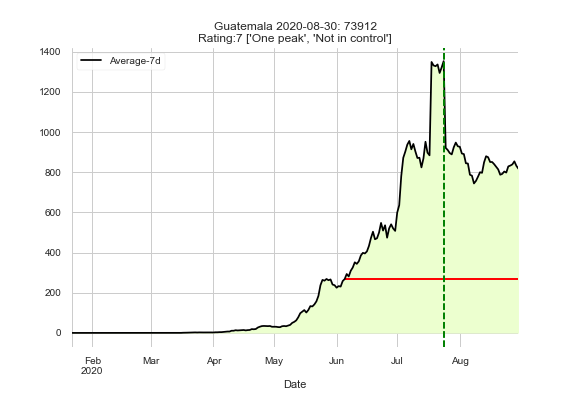 Guatemala 2020-08-30: 73912
Rating:7 ['One peak', 'Not in control']
Average-7d
1400
1200
1000
800
600
400
200
0
Feb Mar Apr May Jun Jul Aug
2020
Date